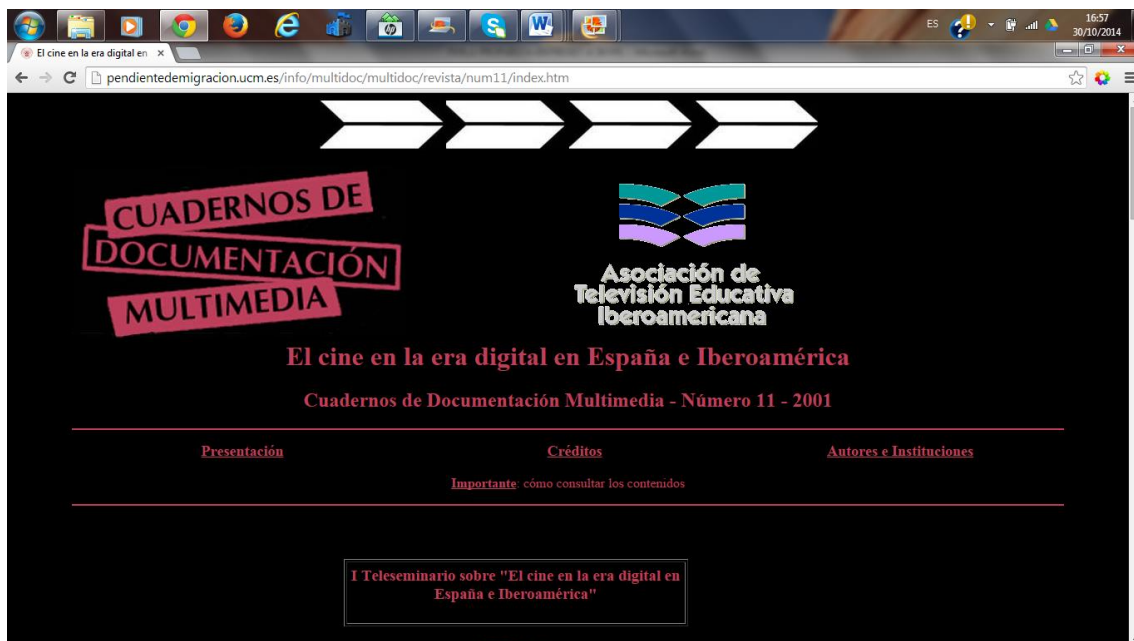 ES
16:57
30/10/2014
El cine en la era digital en
pendientedemigracion.ucm.es/info/multidoc/multidoc/revista/num11/index.htm
CUADERNOS DE
DOCUMENTACIÓN
MULTIMEDIA
Asociación de
Televisión Educativa
Iberoamericana
El cine en la era digital en España e Iberoamérica
Cuadernos de Documentación Multimedia - Número 11 - 2001
Presentación Créditos Autores e Instituciones
Importante: cómo consultar los contenidos
I Teleseminario sobre "El cine en la era digital en
España e Iberoamérica"